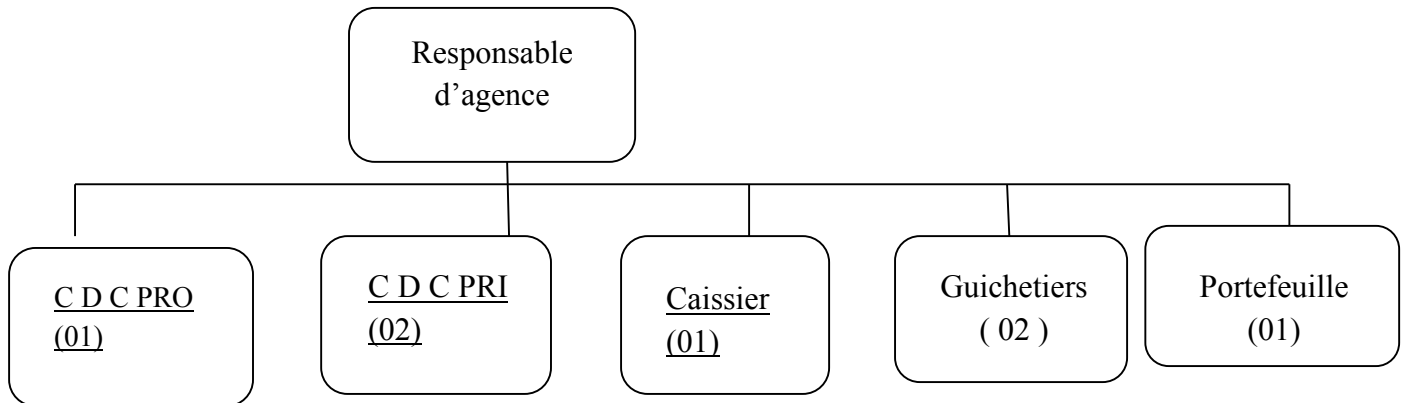 Responsable
d’agence
C D C PRO
(01)
C D C PRI
(02)
Caissier
(01)
Guichetiers
( 02 )
Portefeuille
(01)